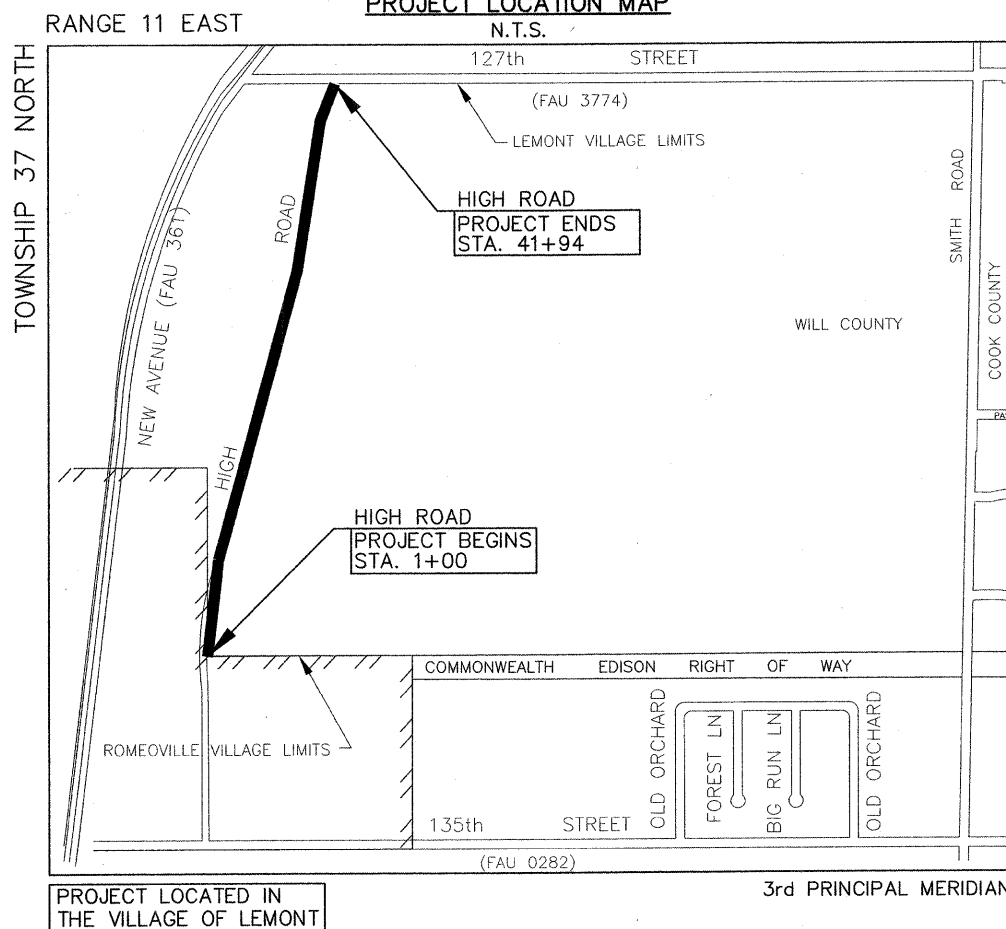 PROJECT LOCATION MAP
RANGE 11 EAST
N.T.S.
TOWNSHIP 37 NORTH
127th STREET
(FAU 3774)
LEMONT VILLAGE LIMITS
HIGH ROAD
PROJECT ENDS
STA. 41+94
SMITH ROAD
NEW AVENUE (FAU 361)
HIGH ROAD
WILL COUNTY
COOK COUNTY
HIGH ROAD
PROJECT BEGINS
STA. 1+00
COMMONWEALTH EDISON RIGHT OF WAY
ROMEOVILLE VILLAGE LIMITS
OLD ORCHARD
FOREST LN
BIG RUN LN
OLD ORCHARD
135th STREET
(FAU 0282)
PROJECT LOCATED IN
THE VILLAGE OF LEMONT
3rd PRINCIPAL MERIDIAN